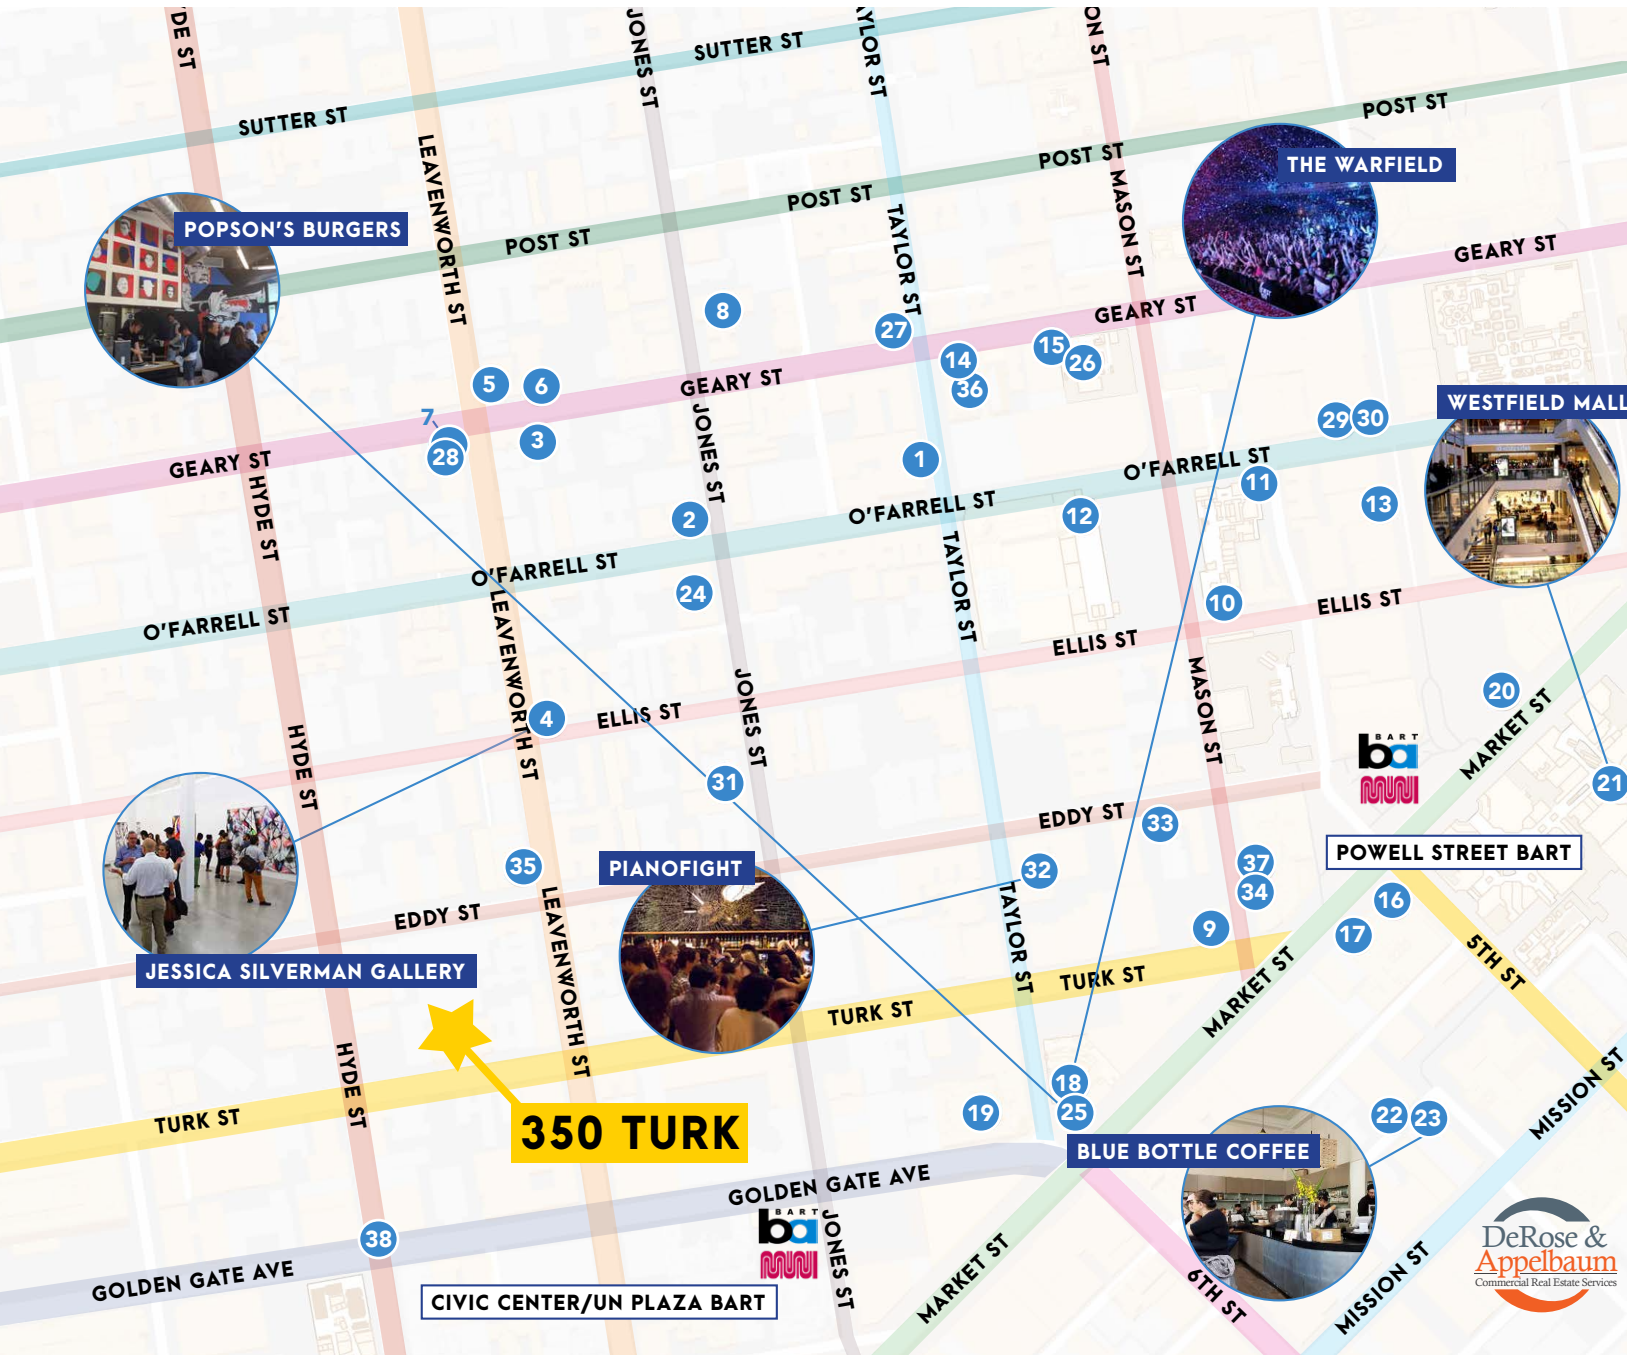 DE ST
JONES ST
SUTTER ST
AYLOR ST
ON ST
SUTTER ST
POST ST
LEAVENWORTH ST
POST ST
THE WARFIELD
MASON ST
POPSON'S BURGERS
POST ST
POST ST
TAYLOR ST
GEARY ST
8
27
GEARY ST
5
6
GEARY ST
14
36
15
26
WESTFIELD MALL
7
28
3
JONES ST
1
29
30
GEARY ST
HYDE ST
O'FARRELL ST
11
13
2
O'FARRELL ST
12
O'FARRELL ST
LEAVENWORTH ST
24
TAYLOR ST
10
ELLIS ST
O'FARRELL ST
ELLIS ST
MASON ST
20
MARKET ST
4
ELLIS ST
JONES ST
HYDE ST
BART
ba
31
21
EDDY ST
33
POWELL STREET BART
35
PIANOFIGHT
32
37
34
16
TAYLOR ST
EDDY ST
LEAVENWORTH ST
9
17
5TH ST
JESSICA SILVERMAN GALLERY
TURK ST
MARKET ST
TURK ST
HYDE ST
18
TURK ST
350 TURK
19
25
22
23
MISSION ST
BLUE BOTTLE COFFEE
GOLDEN GATE AVE
BART
ba
JONES ST
38
GOLDEN GATE AVE
CIVIC CENTER/UN PLAZA BART
MARKET ST
6TH ST
MISSION ST
DeRose &
Appelbaum
Commercial Real Estate Services